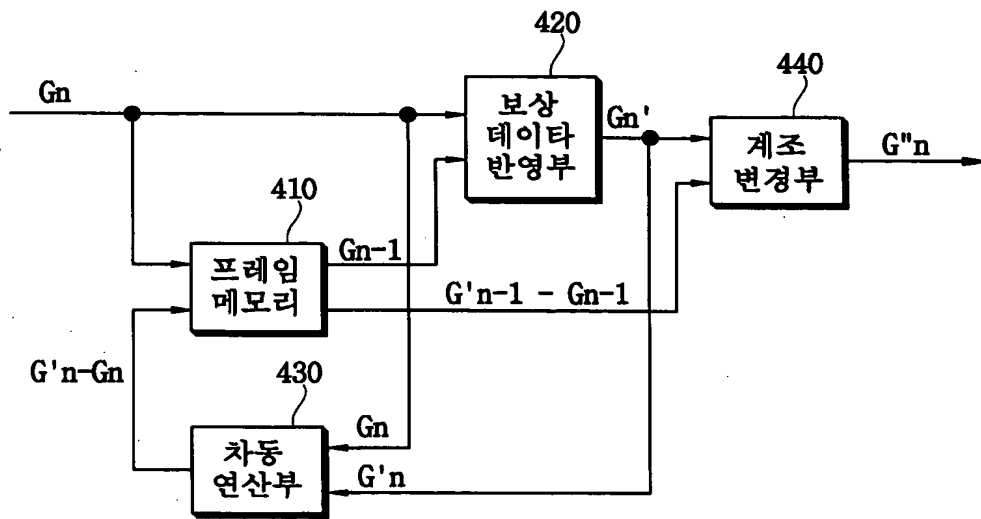 420
440
Gn
보상
데이타
반영부
Gn'
계조
변경부
G"n
410
프레임
메모리
Gn-1
G'n-1 - Gn-1
G'n-Gn
430
차동
연산부
Gn
G'n